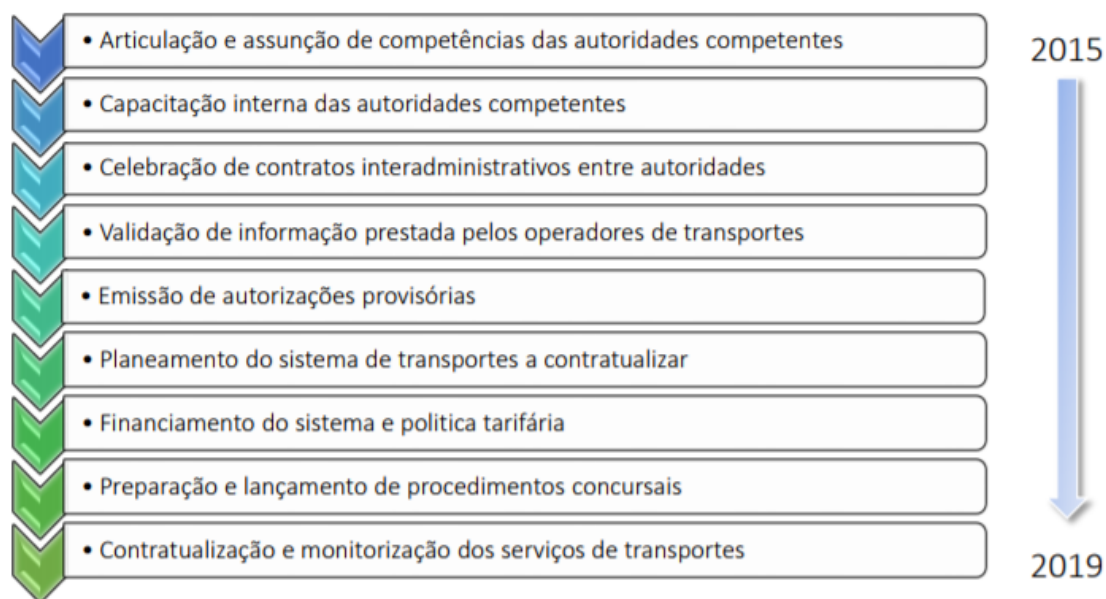 • Articulação e assunção de competências das autoridades competentes
2015
• Capacitação interna das autoridades competentes
• Celebração de contratos interadministrativos entre autoridades
• Validação de informação prestada pelos operadores de transportes
• Emissão de autorizações provisórias
• Planeamento do sistema de transportes a contratualizar
• Financiamento do sistema e politica tarifária
• Preparação e lançamento de procedimentos concursais
• Contratualização e monitorização dos serviços de transportes
2019